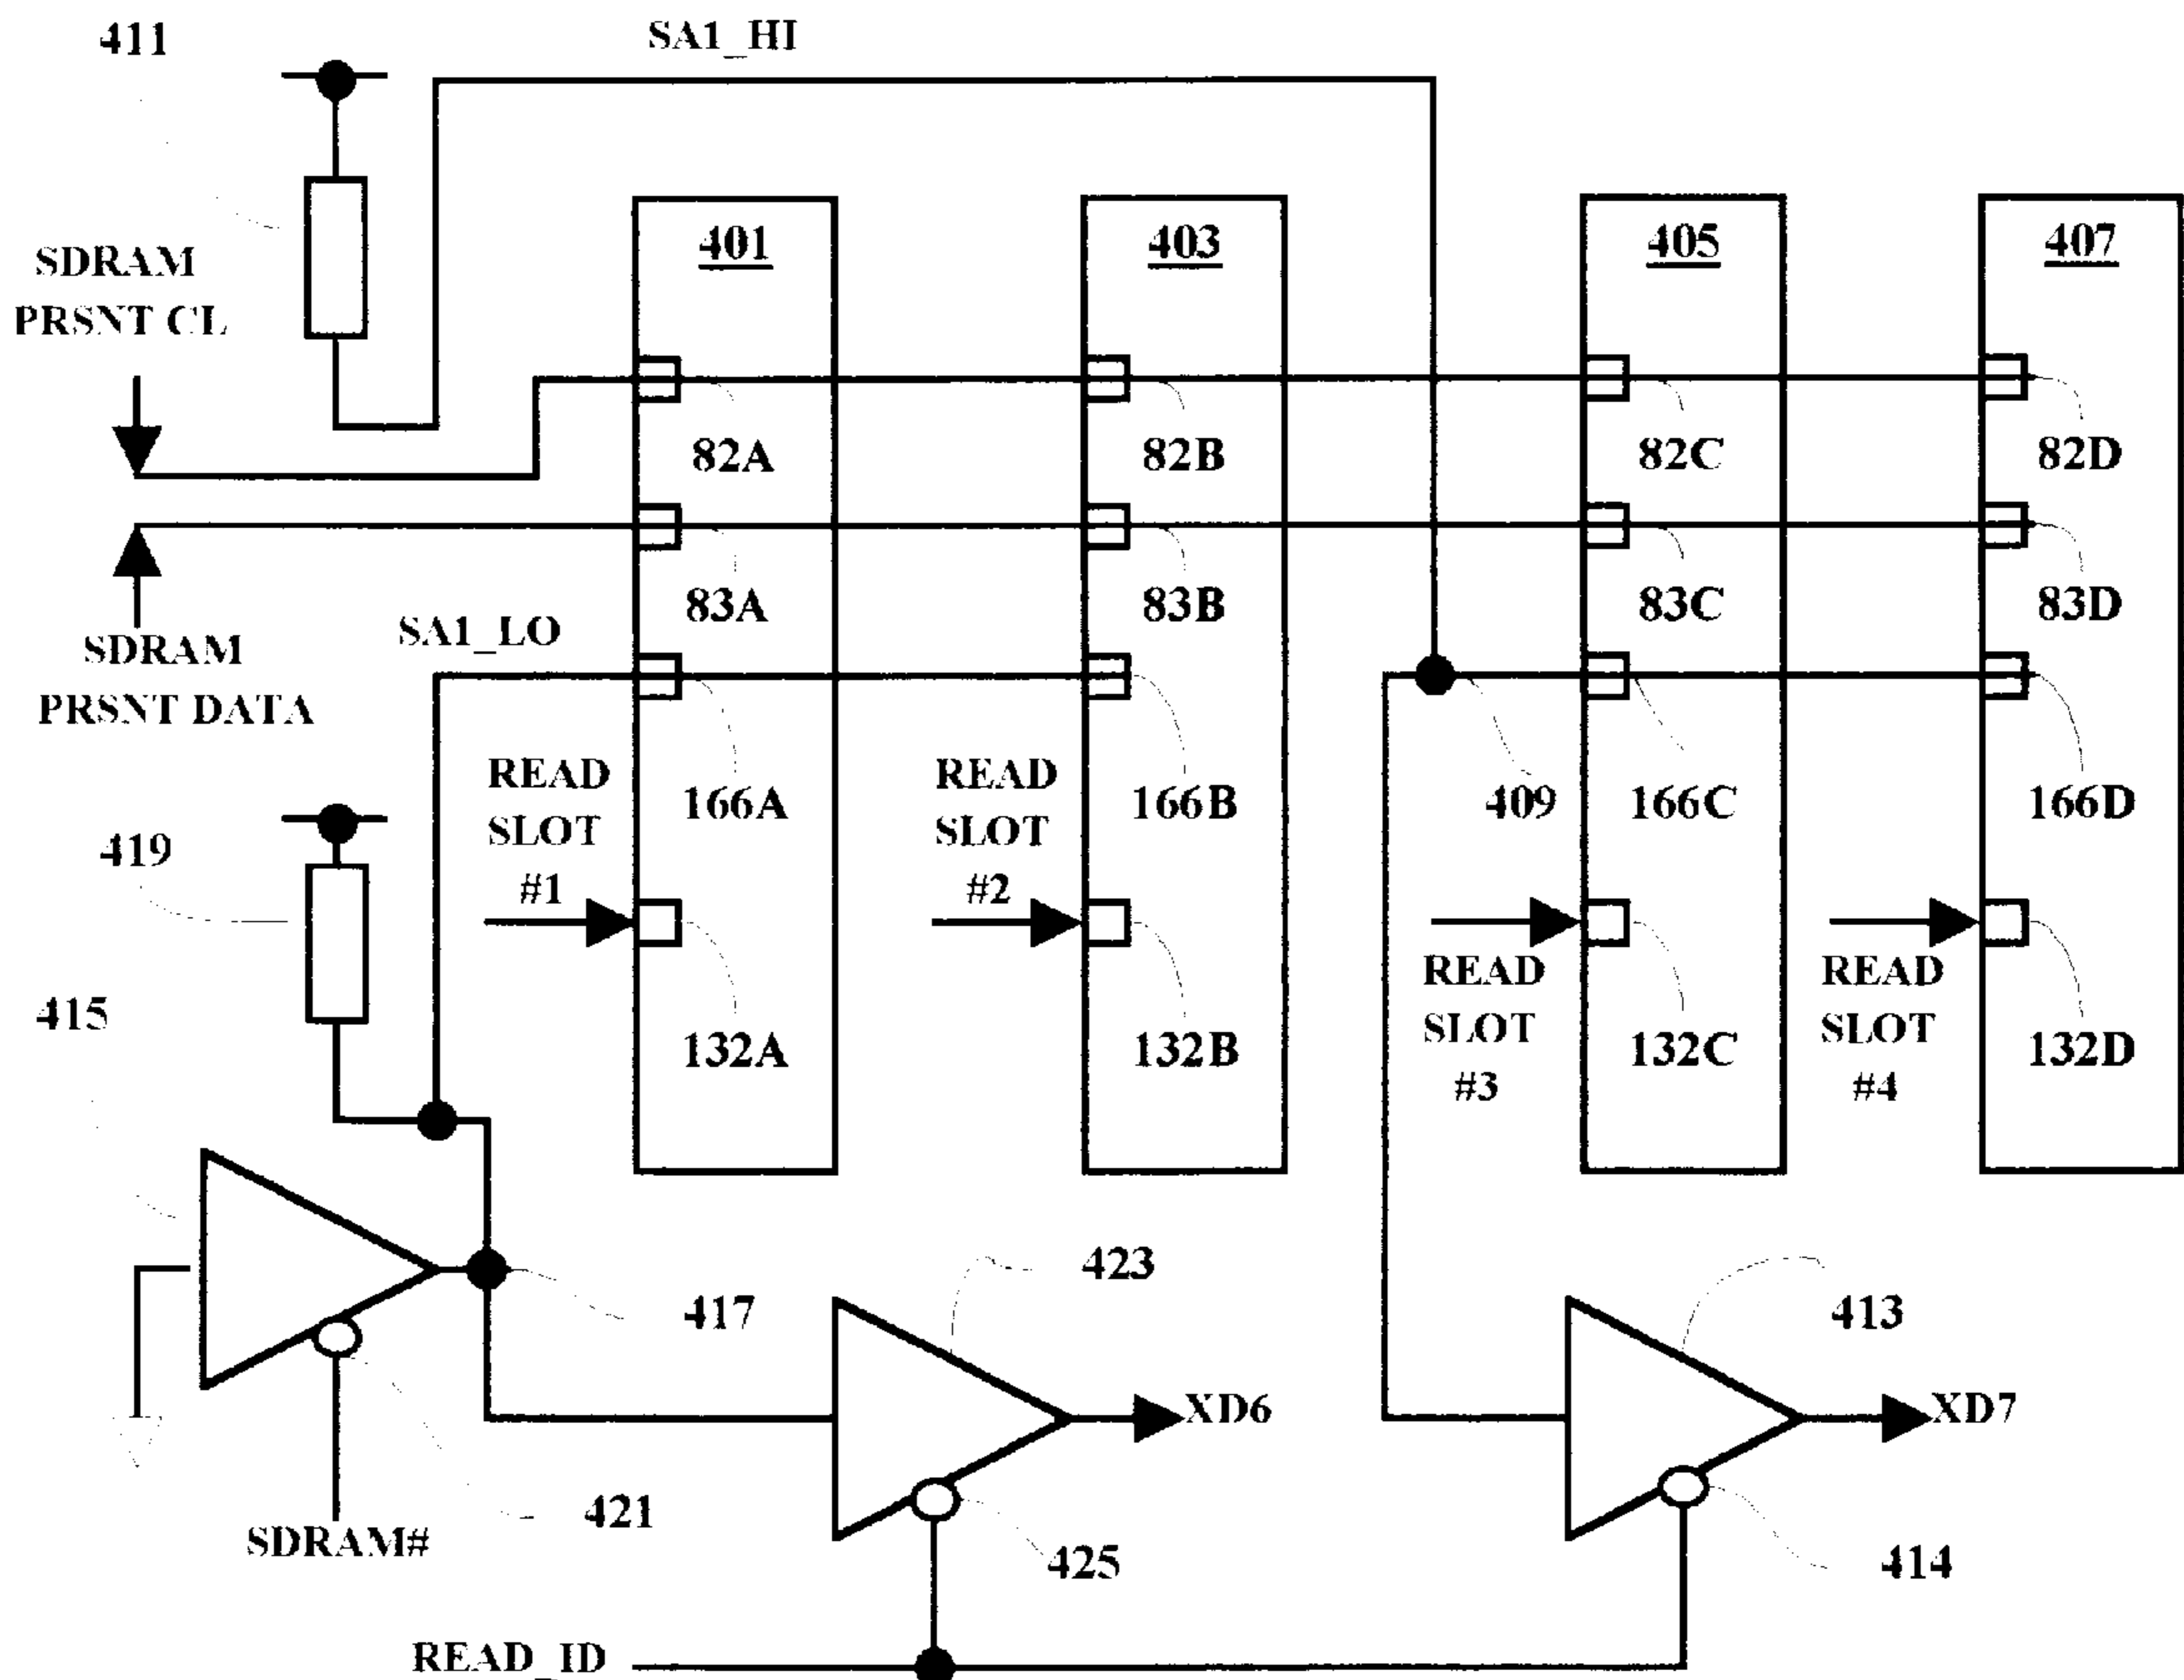 411
SA1_HI
401
403
405
407
SDRAM
PRSNT CL
82A
82B
82C
82D
83A
83B
83C
83D
SDRAM
PRSNT DATA
SA1_LO
READ
SLOT
#1
166A
READ
SLOT
#2
166B
409
166C
166D
419
READ
SLOT
#3
READ
SLOT
#4
415
132A
132B
132C
132D
417
423
413
XD6
XD7
421
SDRAM#
425
414
READ_ID